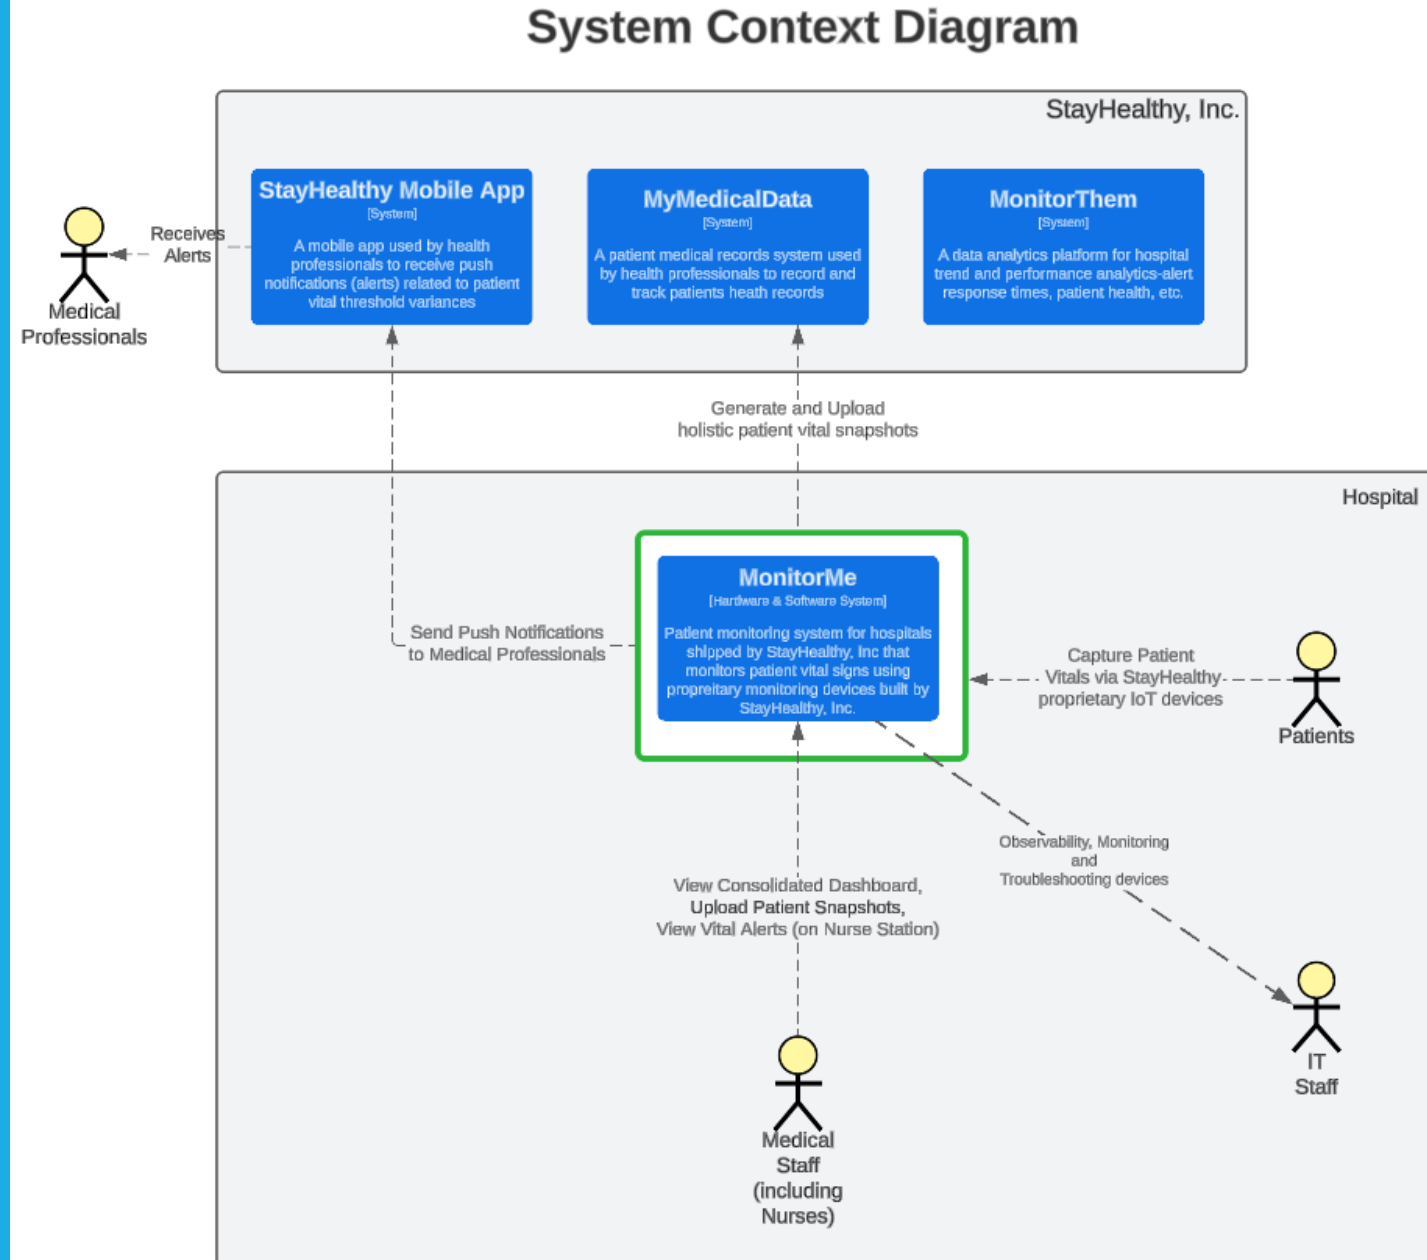 System Context Diagram
StayHealthy, Inc.
StayHealthy Mobile App
[System]
A mobile app used by health
professionals to receive push
notifications (alerts) related to patient
vital threshold variances
MyMedicalData
[System]
A patient medical records system used
by health professionals to record and
track patients heath records
MonitorThem
[System]
A data analytics platform for hospital
trend and performance analytics-alert
response times, patient health, etc.
Receives
Alerts
Medical
Professionals
Generate and Upload
holistic patient vital snapshots
Hospital
MonitorMe
[Hardware & Software System]
Patient monitoring system for hospitals
shipped by StayHealthy, Inc that
monitors patient vital signs using
propreitary monitoring devices built by
StayHealthy, Inc.
Send Push Notifications
to Medical Professionals
Capture Patient
Vitals via StayHealthy
proprietary IoT devices
Patients
Observability, Monitoring
and
Troubleshooting devices
View Consolidated Dashboard,
Upload Patient Snapshots,
View Vital Alerts (on Nurse Station)
IT
Staff
Medical
Staff
(including
Nurses)